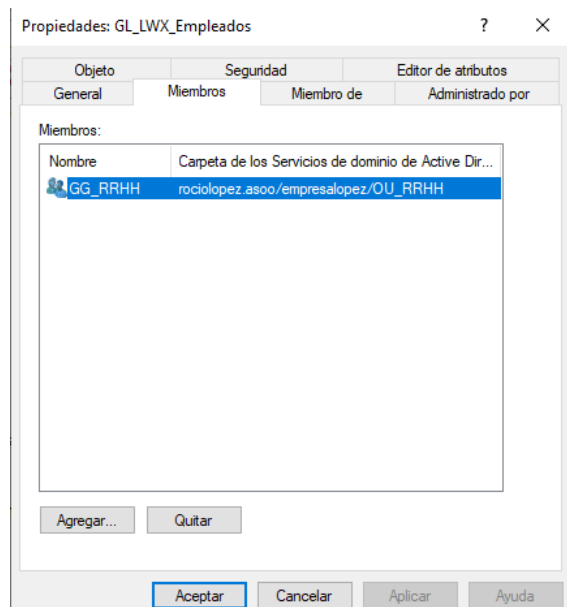 Propiedades: GL_LWX_Empleados ? X
Objeto Seguridad Editor de atributos
General Miembros Miembro de Administrado por
Miembros:
Nombre Carpeta de los Servicios de dominio de Active Dir...
GG_RRHH rociolopez.asoo/empresalopez/OU_RRHH
Agregar... Quitar
Aceptar Cancelar Aplicar Ayuda